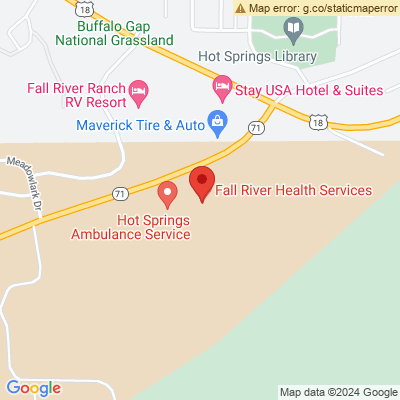 Map error: g.co/staticmaperror
18
Buffalo Gap
National Grassland
Hot Springs Library
Fall River Ranch
RV Resort
Stay USA Hotel & Suites
Maverick Tire & Auto
71
18
Meadowlark Dr
71
Fall River Health Services
Hot Springs
Ambulance Service
Google
Map data ©2024 Google